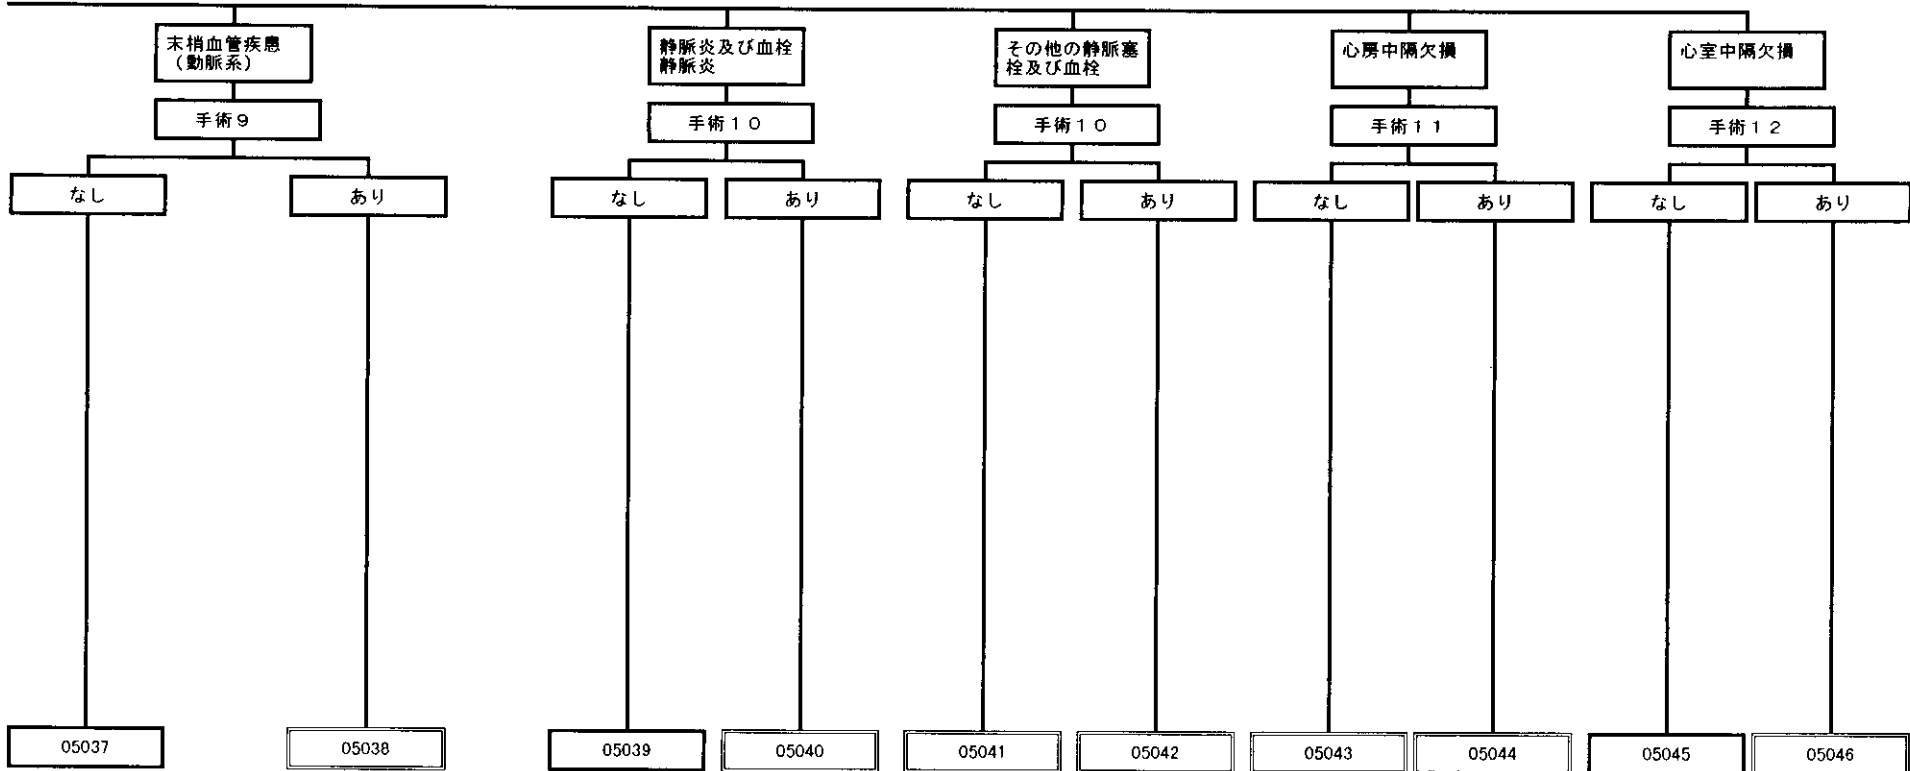 末梢血管疾患
（動脈系）
静脈炎及び血栓
静脈炎
その他の静脈塞
栓及び血栓
心房中隔欠損
心室中隔欠損
手術９
手術１０
手術１０
手術１１
手術１２
なし
あり
なし
あり
なし
あり
なし
あり
なし
あり
05037
05038
05039
05040
05041
05042
05043
05044
05045
05046